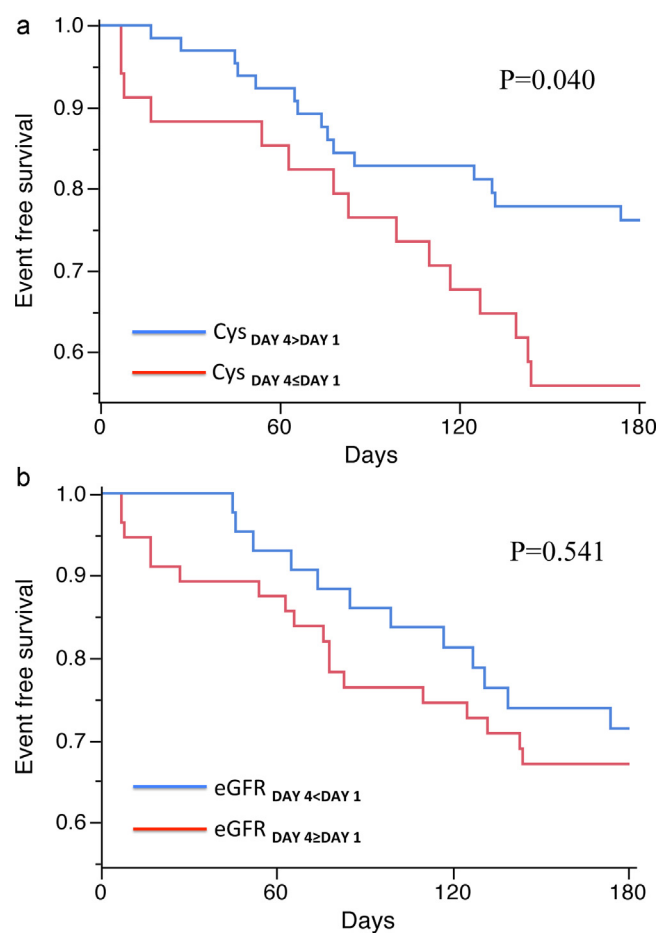 a
1.0
P=0.040
0.9
0.8
0.7
0.6
Event free survival
Cys DAY 4>DAY 1
Cys DAY 4≤DAY 1
0 60 120 180
Days
b
1.0
P=0.541
0.9
0.8
0.7
0.6
Event free survival
eGFR DAY 4<DAY 1
eGFR DAY 4≥DAY 1
0 60 120 180
Days